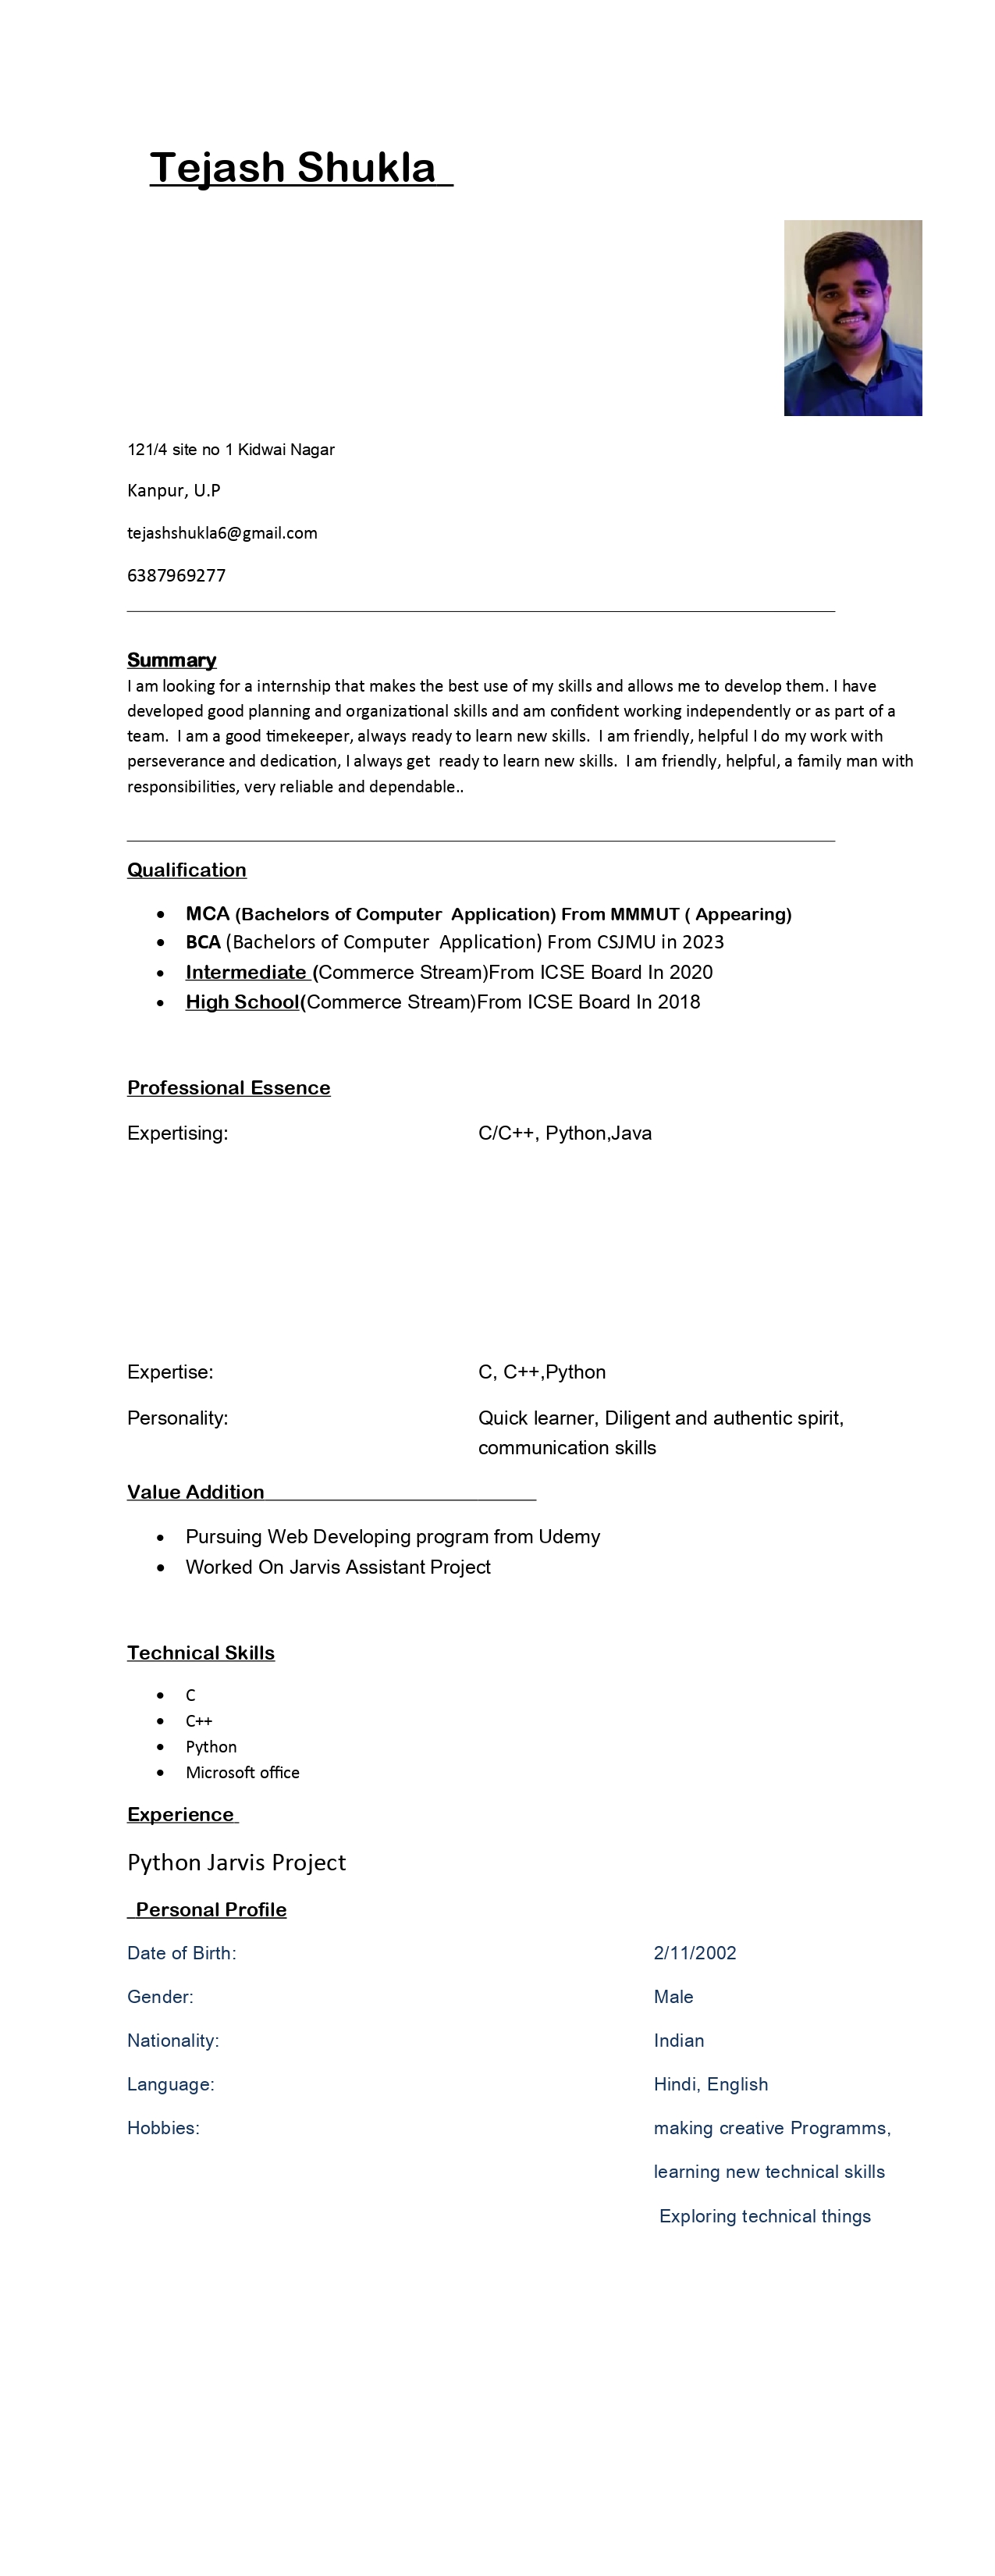 Tejash Shukla
121/4 site no 1 Kidwai Nagar
Kanpur, U.P
tejashshukla6@gmail.com
6387969277
Summary
I am looking for a internship that makes the best use of my skills and allows me to develop them. I have
developed good planning and organizational skills and am confident working independently or as part of a
team.  I am a good timekeeper, always ready to learn new skills.  I am friendly, helpful I do my work with
perseverance and dedication, I always get  ready to learn new skills.  I am friendly, helpful, a family man with
responsibilities, very reliable and dependable..
Qualification
• MCA (Bachelors of Computer  Application) From MMMUT ( Appearing)
• BCA (Bachelors of Computer  Application) From CSJMU in 2023
• Intermediate (Commerce Stream)From ICSE Board In 2020
• High School(Commerce Stream)From ICSE Board In 2018
Professional Essence
Expertising: C/C++, Python,Java
Expertise: C, C++,Python
Personality: Quick learner, Diligent and authentic spirit,
communication skills
Value Addition
• Pursuing Web Developing program from Udemy
• Worked On Jarvis Assistant Project
Technical Skills
• C
• C++
• Python
• Microsoft office
Experience
Python Jarvis Project
Personal Profile
Date of Birth: 2/11/2002
Gender: Male
Nationality: Indian
Language: Hindi, English
Hobbies: making creative Programms,
learning new technical skills
Exploring technical things